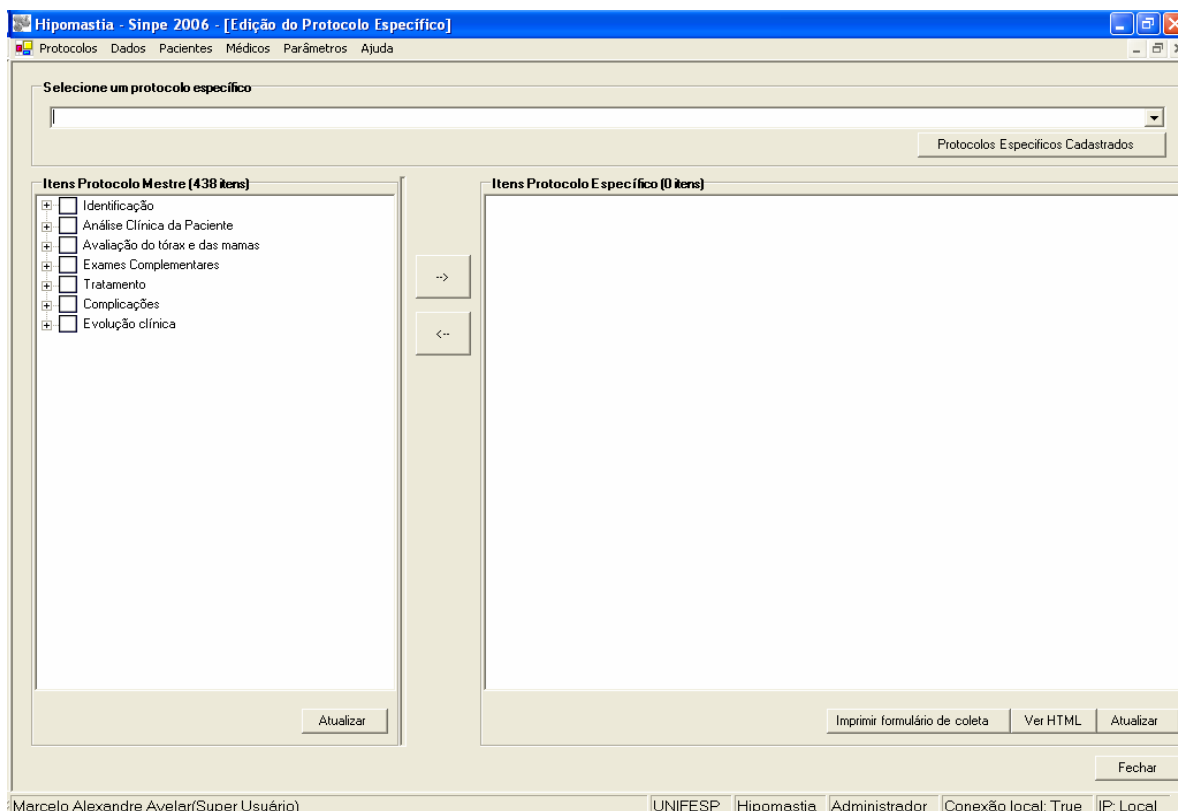 Hipomastia - Sinpe 2006 - [Edição do Protocolo Específico]
Protocolos Dados Pacientes Médicos Parâmetros Ajuda
Selecione um protocolo específico
Protocolos Especificos Cadastrados
Itens Protocolo Mestre (438 itens)
Identificação
Análise Clínica da Paciente
Avaliação do tórax e das mamas
Exames Complementares
Tratamento
Complicações
Evolução clínica
Atualizar
-->
<--
Itens Protocolo Específico (0 itens)
Imprimir formulário de coleta Ver HTML Atualizar
Fechar
Marcelo Alexandre Avelar(Super Usuário) UNIFESP Hipomastia Administrador Conexão local: True IP: Local